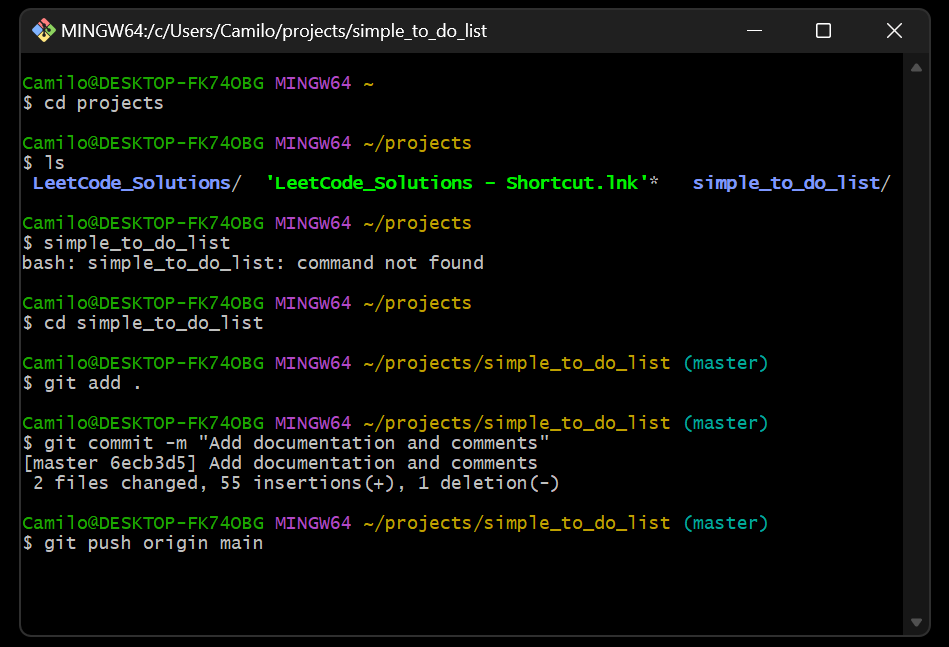 MINGW64:/c/Users/Camilo/projects/simple_to_do_list
Camilo@DESKTOP-FK74OBG MINGW64 ~
$ cd projects
Camilo@DESKTOP-FK74OBG MINGW64 ~/projects
$ ls
LeetCode_Solutions/ 'LeetCode_Solutions - Shortcut.lnk'* simple_to_do_list/
Camilo@DESKTOP-FK74OBG MINGW64 ~/projects
$ simple_to_do_list
bash: simple_to_do_list: command not found
Camilo@DESKTOP-FK74OBG MINGW64 ~/projects
$ cd simple_to_do_list
Camilo@DESKTOP-FK74OBG MINGW64 ~/projects/simple_to_do_list (master)
$ git add .
Camilo@DESKTOP-FK74OBG MINGW64 ~/projects/simple_to_do_list (master)
$ git commit -m "Add documentation and comments"
[master 6ecb3d5] Add documentation and comments
2 files changed, 55 insertions(+), 1 deletion(-)
Camilo@DESKTOP-FK74OBG MINGW64 ~/projects/simple_to_do_list (master)
$ git push origin main